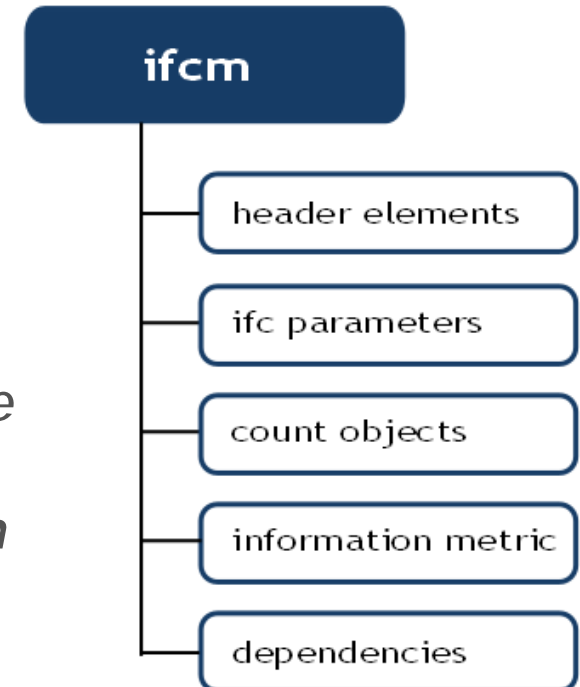 ifcm
header elements
ifc parameters
count objects
information metric
dependencies